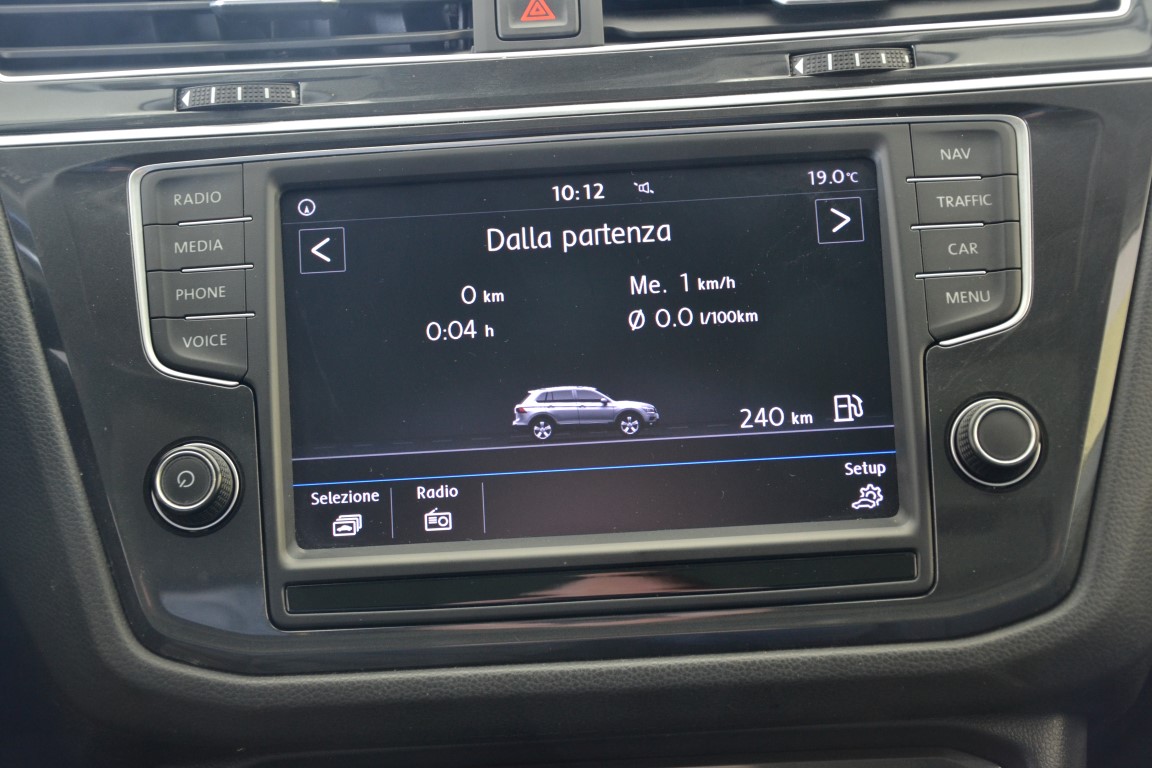 RADIO
MEDIA
PHONE
VOICE
10:12
19.0°C
<
Dalla partenza
>
0 km
Me. 1 km/h
0:04 h
Ø 0.0 l/100km
240 km
Selezione
Radio
Setup
NAV
TRAFFIC
CAR
MENU